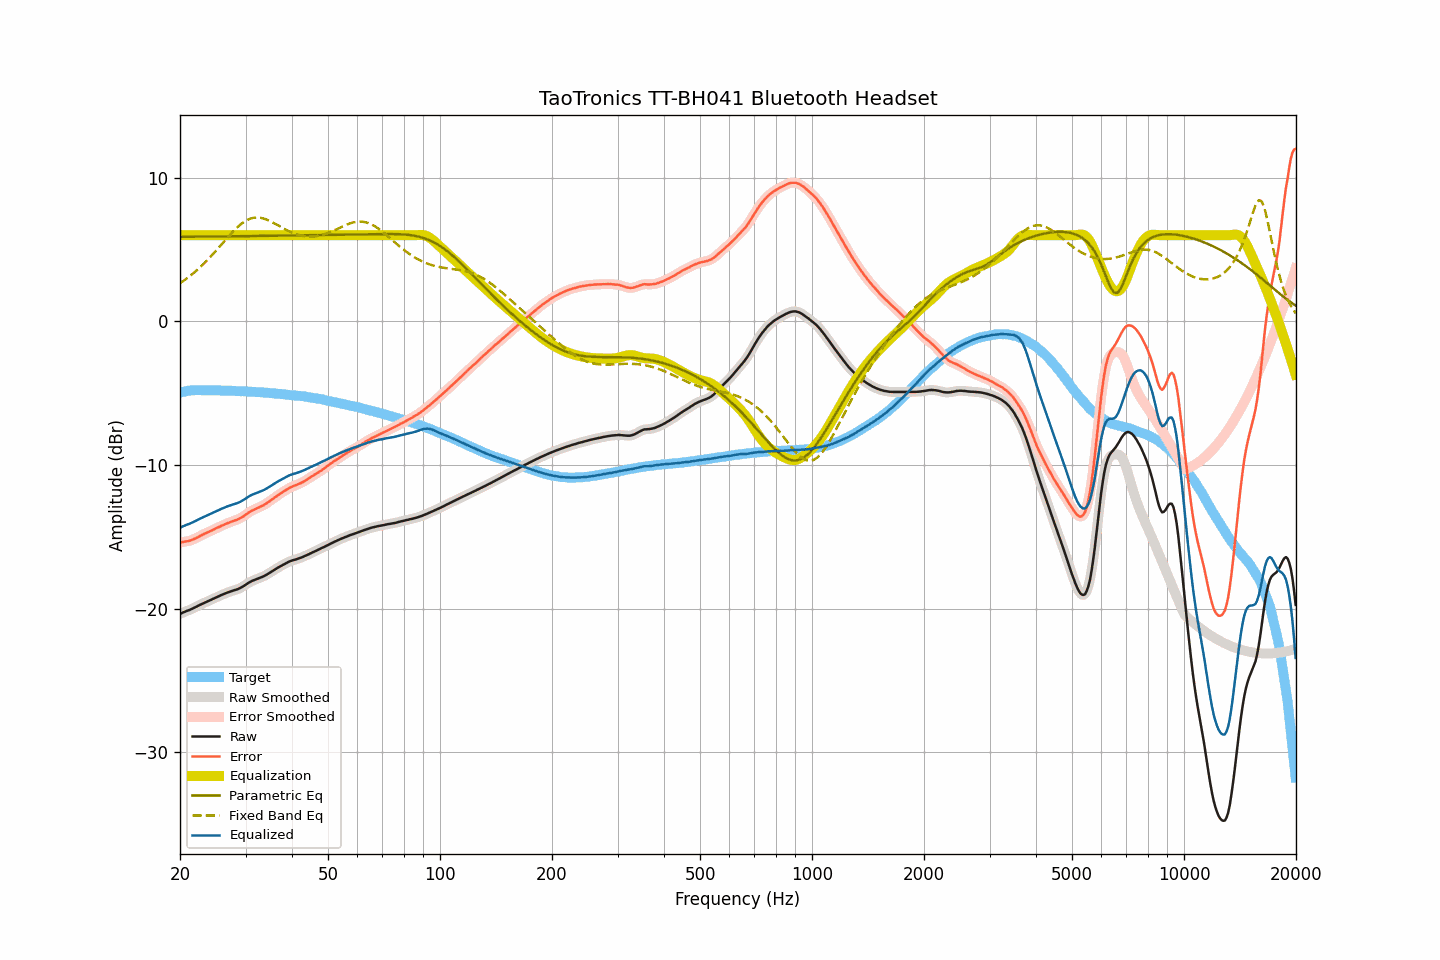 TaoTronics TT-BH041 Bluetooth Headset
Amplitude (dBr)
10
0
−10
−20
−30
Target
Raw Smoothed
Error Smoothed
Raw
Error
Equalization
Parametric Eq
Fixed Band Eq
Equalized
20 50 100 200 500 1000 2000 5000 10000 20000
Frequency (Hz)